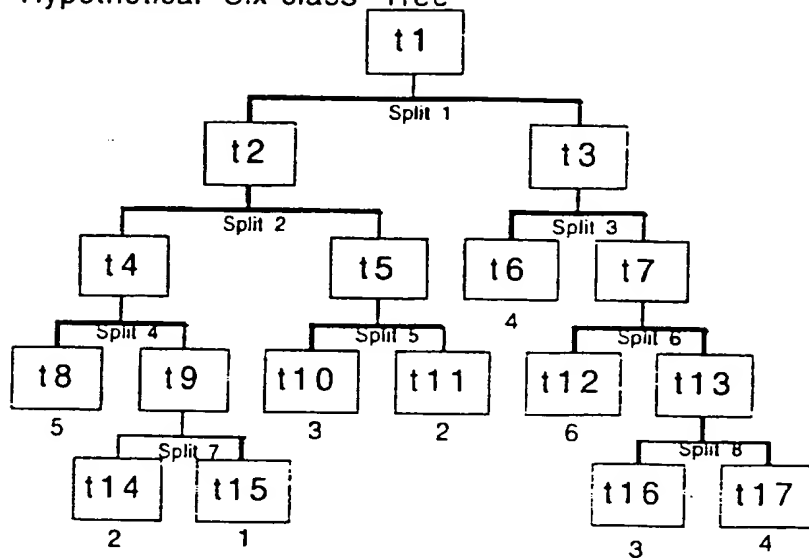 Hypothetical Six-class Tree
t1
Split 1
t2
t3
Split 2
Split 3
t4
t5
t6
t7
4
Split 4
Split 5
Split 6
t8
t9
t10
t11
t12
t13
5
3
2
6
Split 7
Split 8
t14
t15
t16
t17
2
1
3
4